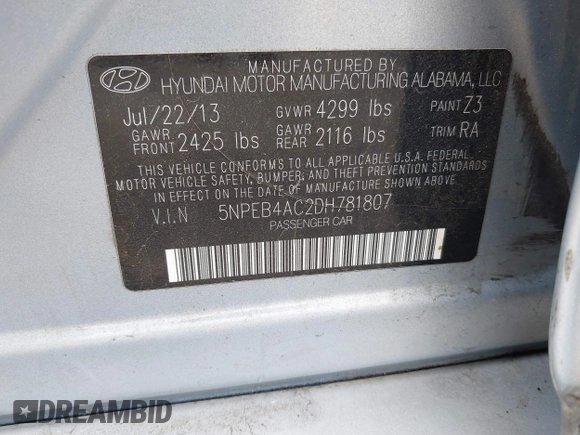 MANUFACTURED BY
HYUNDAI MOTOR MANUFACTURING ALABAMA, LLC
Jul/22/13 GVWR 4299 lbs PAINT Z3
GAWR FRONT 2425 lbs GAWR REAR 2116 lbs TRIM RA
THIS VEHICLE CONFORMS TO ALL APPLICABLE U.S.A. FEDERAL
MOTOR VEHICLE SAFETY, BUMPER, AND THEFT PREVENTION STANDARDS
IN EFFECT ON THE DATE OF MANUFACTURE SHOWN ABOVE.
V.I.N 5NPEB4AC2DH781807
PASSENGER CAR
DREAMBID